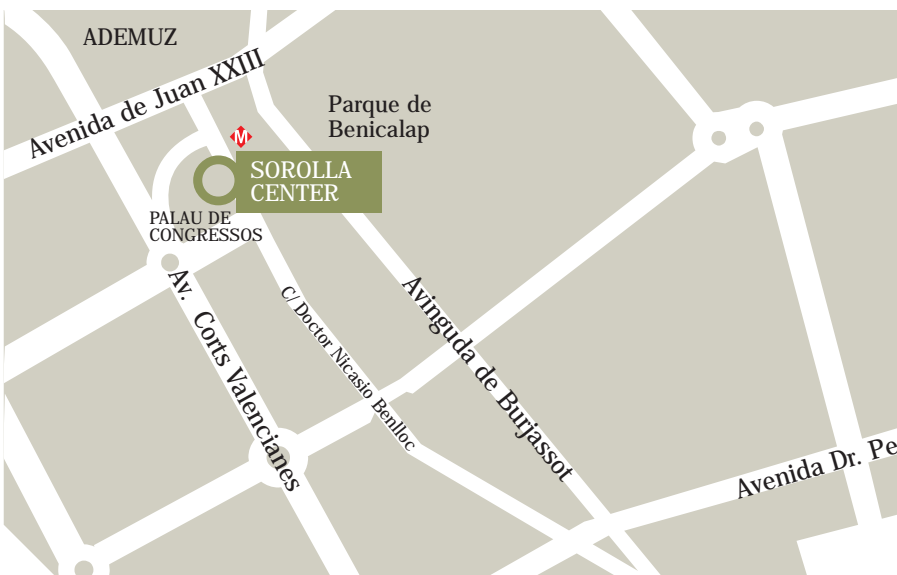 ADEMUZ
Avenida de Juan XXIII
Parque de
Benicalap
M
SOROLLA
CENTER
PALAU DE
CONGRESSOS
Av. Corts Valencianes
C/ Doctor Nicasio Benlloc
Avinguda de Burjassot
Avenida Dr. Pe